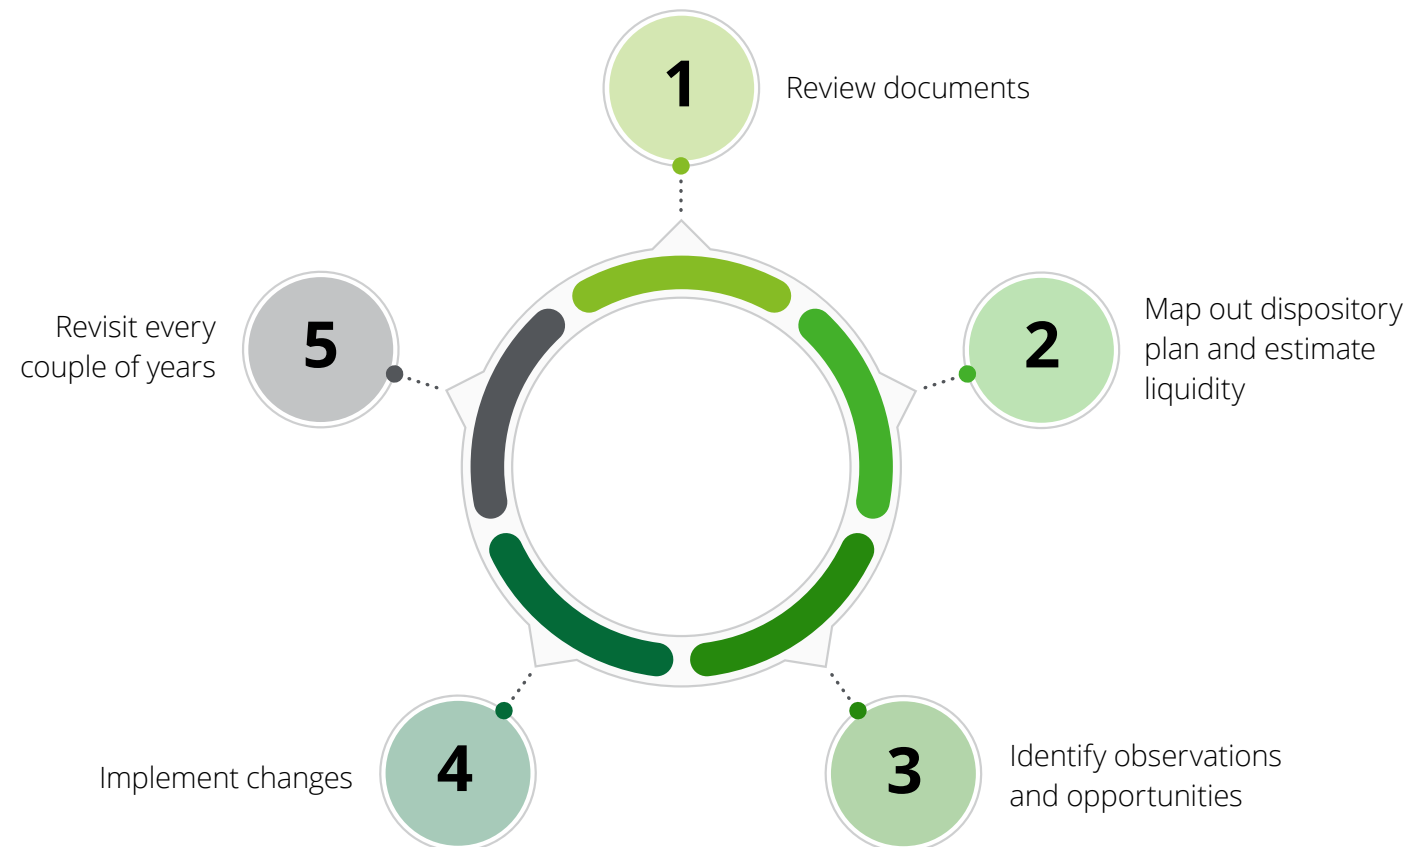 1
Review documents
2
Map out dispository
plan and estimate
liquidity
3
Identify observations
and opportunities
4
Implement changes
5
Revisit every
couple of years